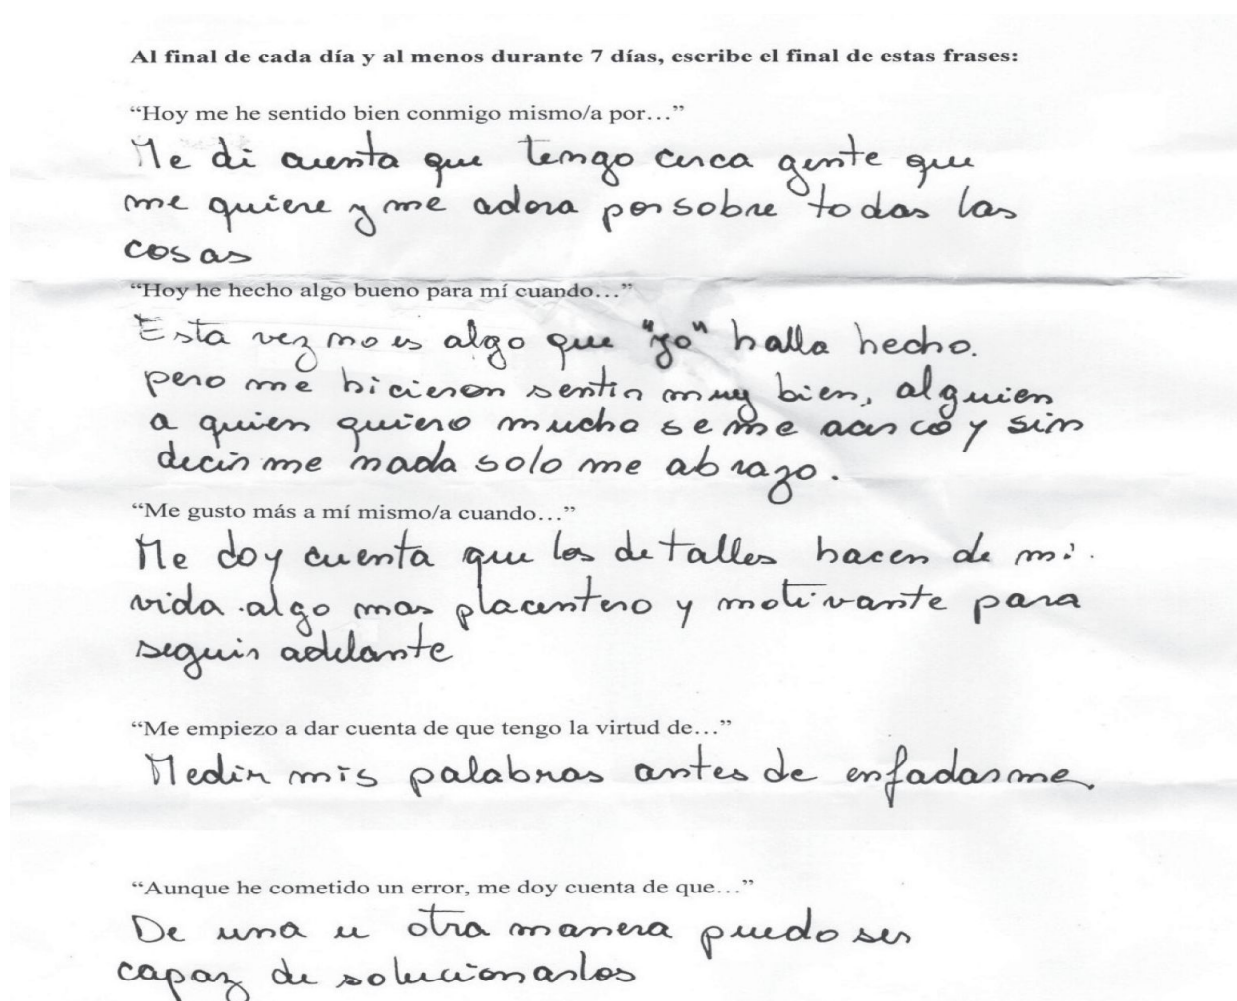 Al final de cada día y al menos durante 7 días, escribe el final de estas frases:
“Hoy me he sentido bien conmigo mismo/a por…”
Me di cuenta que tengo cerca gente que
me quiere y me adora por sobre todas las
cosas
“Hoy he hecho algo bueno para mí cuando…”
Esta vez no es algo que "yo" halla hecho.
pero me hicieron sentir muy bien, alguien
a quien quiero mucho se me acerco y sin
decirme nada solo me abrazo.
“Me gusto más a mí mismo/a cuando…”
Me doy cuenta que los detalles hacen de mi
vida algo mas placentero y motivante para
seguir adelante
“Me empiezo a dar cuenta de que tengo la virtud de…”
Medir mis palabras antes de enfadarme.
“Aunque he cometido un error, me doy cuenta de que…”
De una u otra manera puedo ser
capaz de solucionarlos